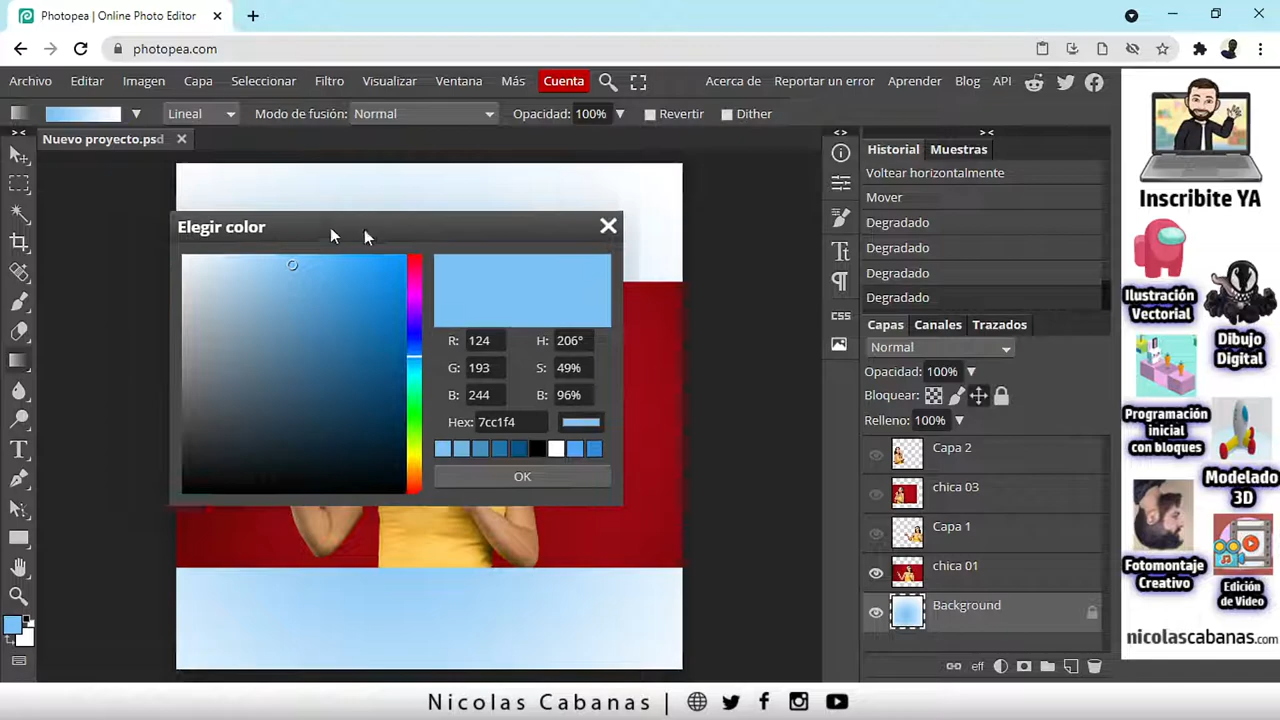 Photopea | Online Photo Editor
photopea.com
Archivo Editar Imagen Capa Seleccionar Filtro Visualizar Ventana Más Cuenta Acerca de Reportar un error Aprender Blog API
Lineal Modo de fusión: Normal Opacidad: 100% Revertir Dither
Nuevo proyecto.psd
Elegir color
R: 124 H: 206°
G: 193 S: 49%
B: 244 B: 96%
Hex: 7cc1f4
OK
Historial Muestras
Voltear horizontalmente
Mover
Degradado
Degradado
Degradado
Degradado
CSS
Capas Canales Trazados
Normal
Opacidad: 100%
Bloquear:
Relleno: 100%
Capa 2
chica 03
Capa 1
chica 01
Background
eff
Inscribite YA
Ilustración
Vectorial
Dibujo
Digital
Programación
inicial
con bloques
Modelado
3D
Fotomontaje
Creativo
Edición
de Video
nicolascabanas.com
Nicolas Cabanas |